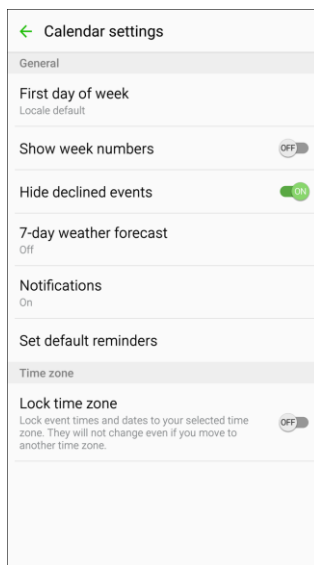 Calendar settings
General
First day of week
Locale default
Show week numbers
OFF
Hide declined events
ON
7-day weather forecast
Off
Notifications
On
Set default reminders
Time zone
Lock time zone
Lock event times and dates to your selected time
zone. They will not change even if you move to
another time zone.
OFF